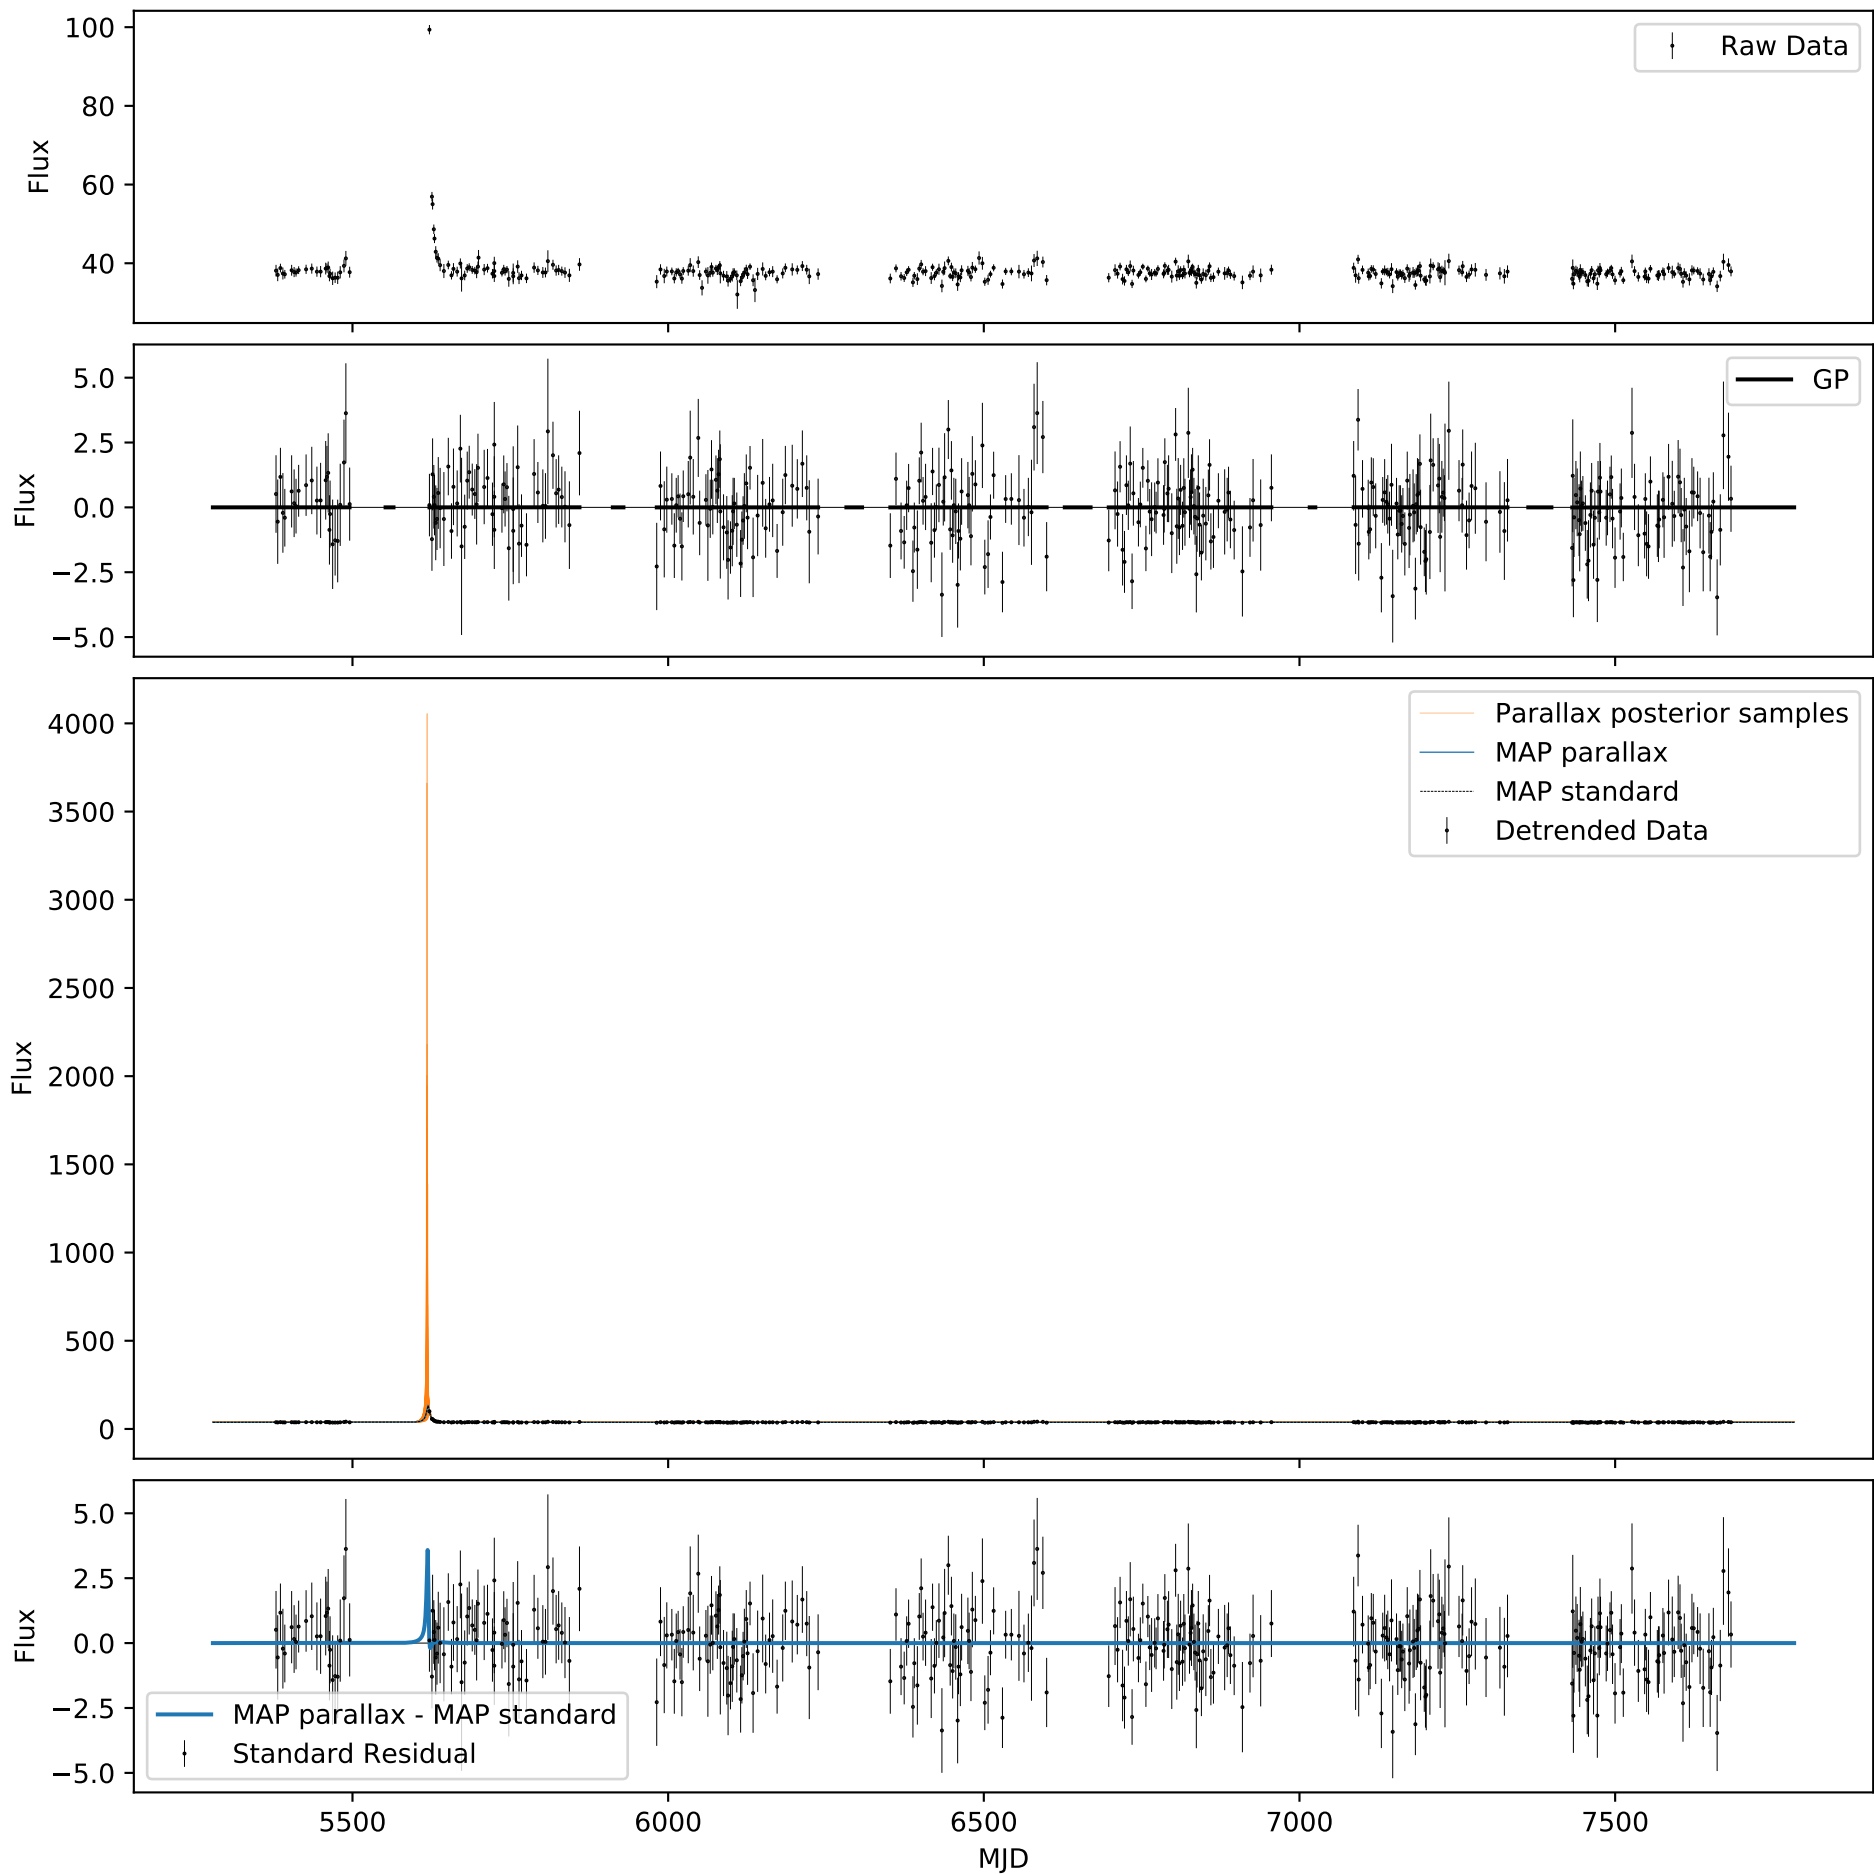 100
80
60
40
Flux
Raw Data
5.0
2.5
0.0
−2.5
−5.0
Flux
GP
4000
3500
3000
2500
2000
1500
1000
500
0
Flux
Parallax posterior samples
MAP parallax
MAP standard
Detrended Data
5.0
2.5
0.0
−2.5
−5.0
Flux
MAP parallax - MAP standard
Standard Residual
5500
6000
6500
7000
7500
MJD